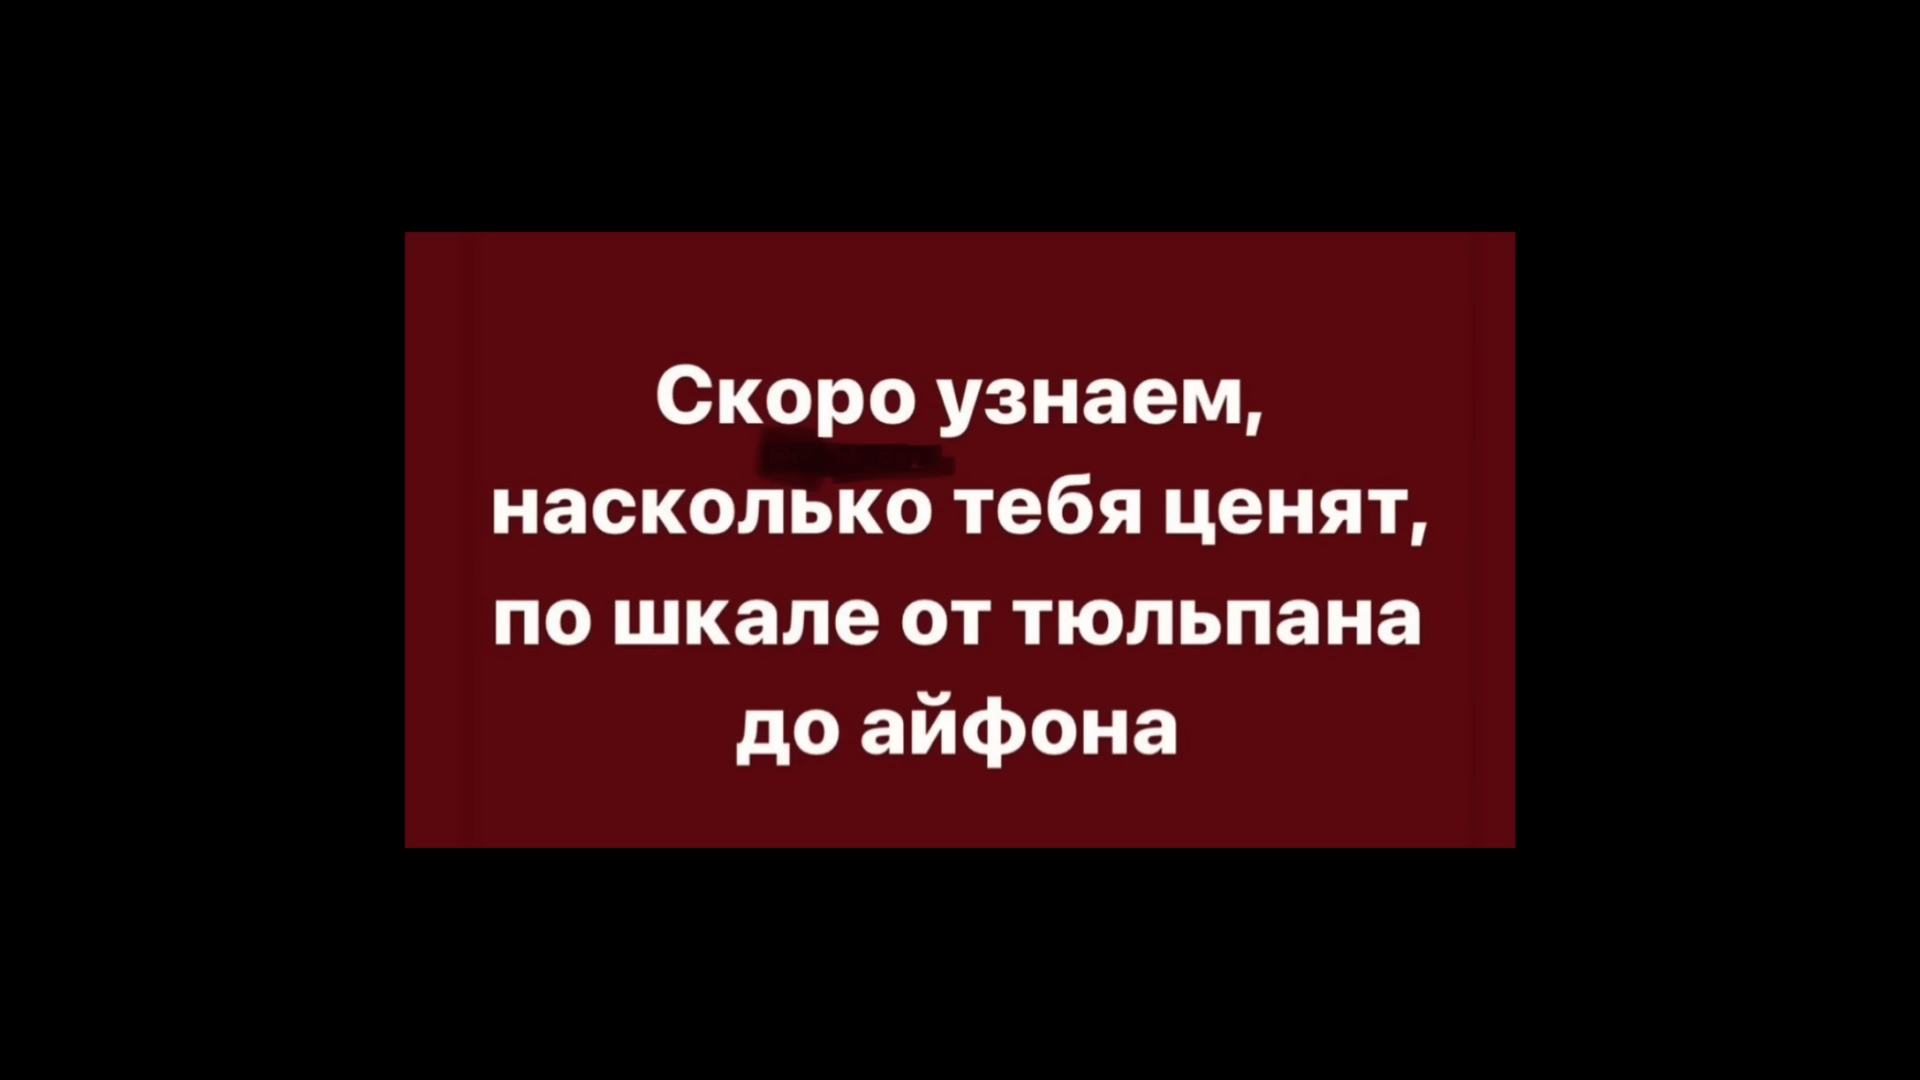 Скоро узнаем,
насколько тебя ценят,
по шкале от тюльпана
до айфона